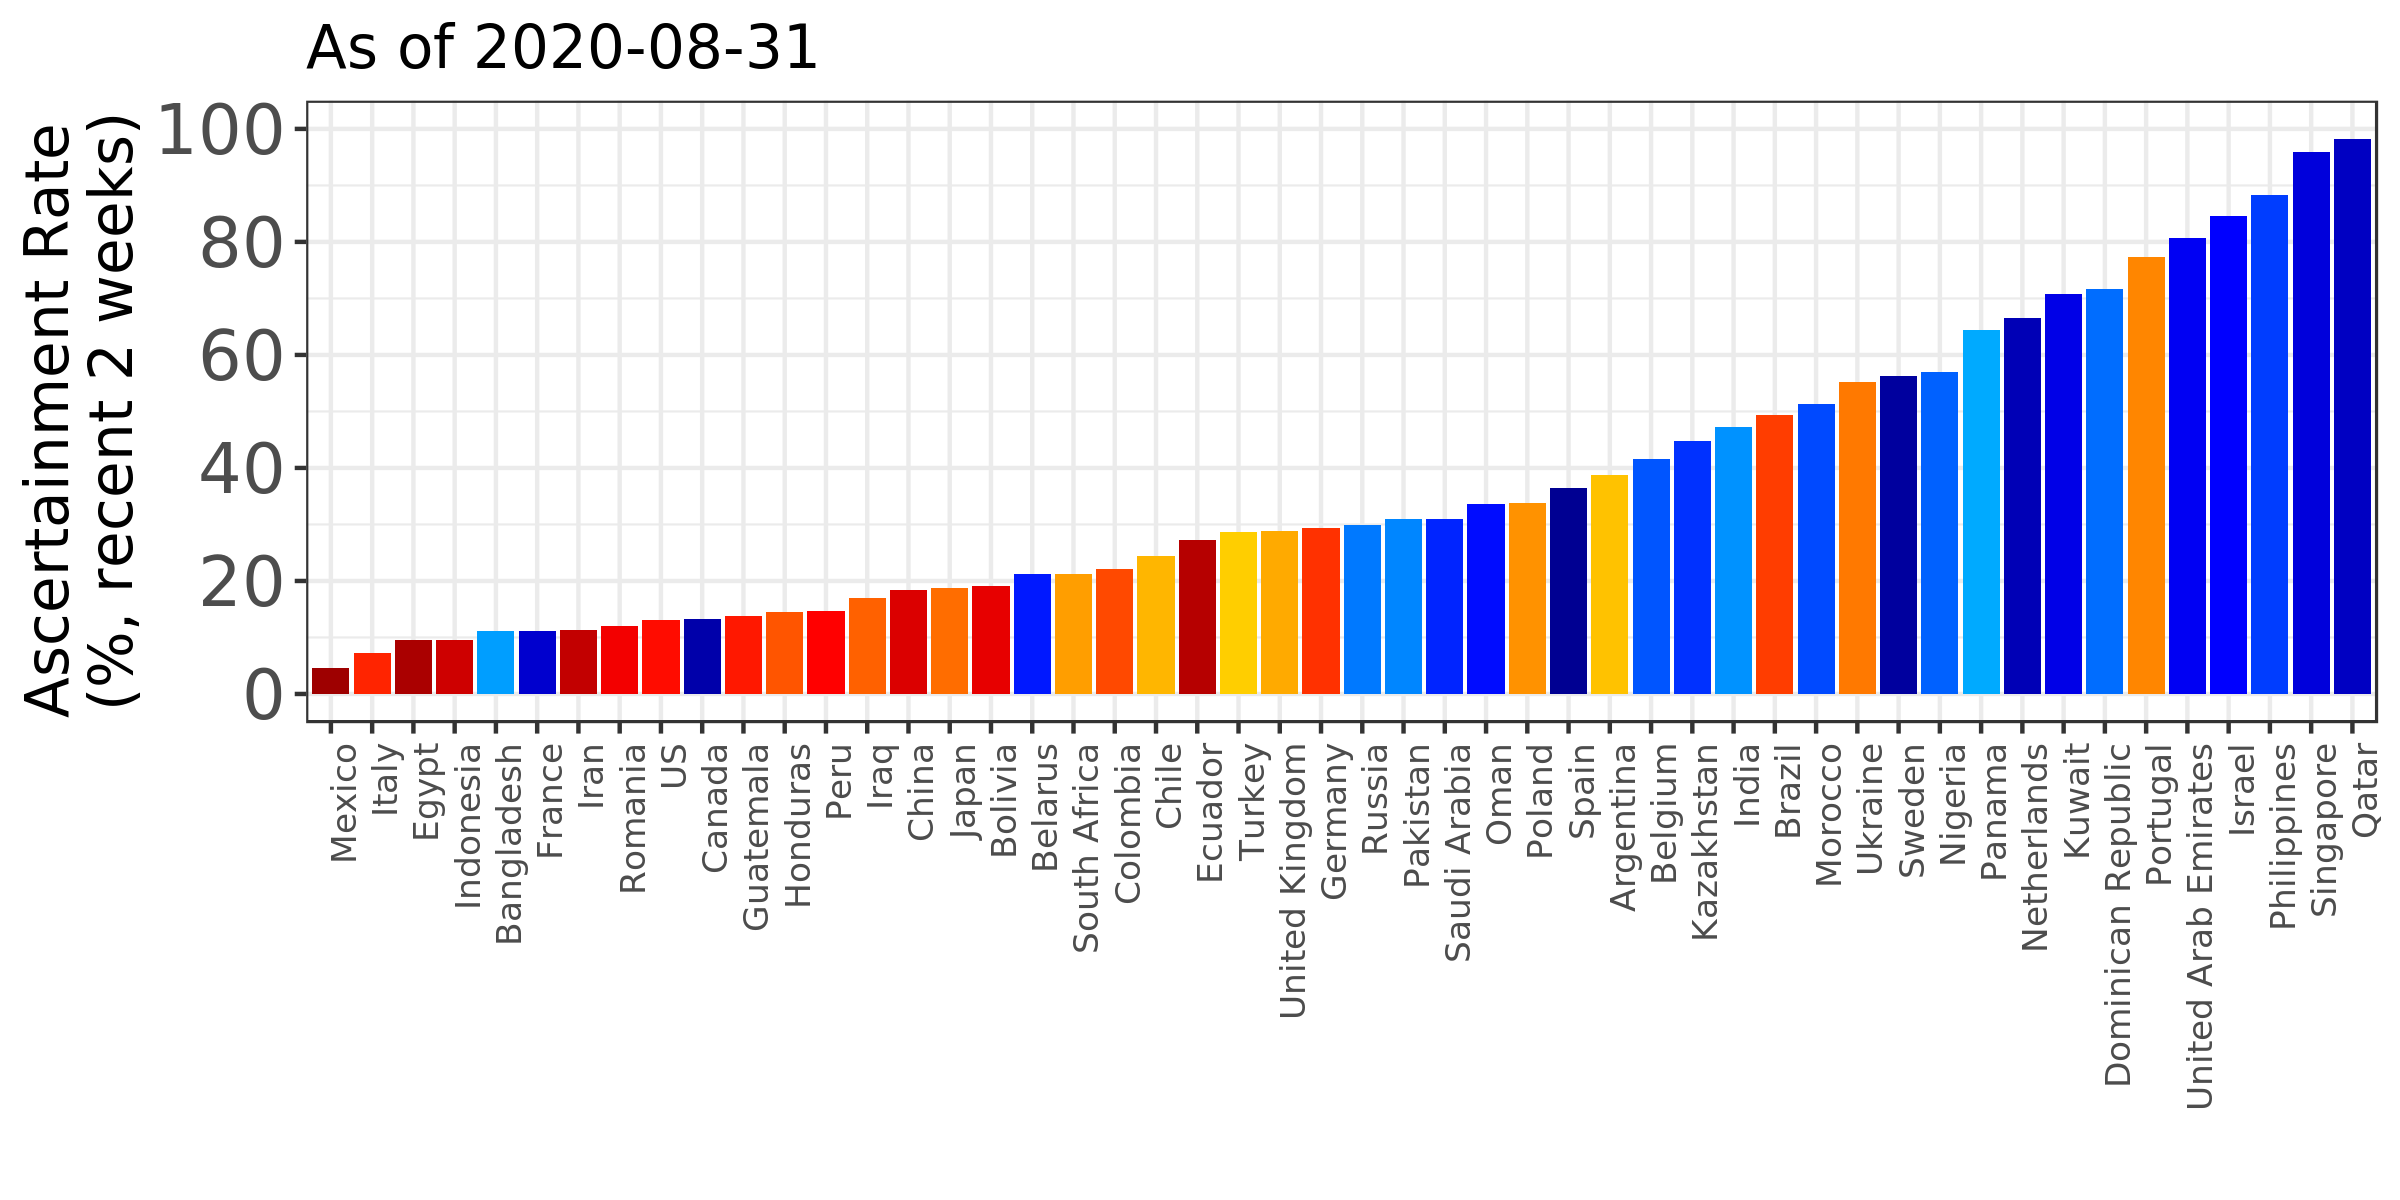 As of 2020-08-31
Ascertainment Rate
(%, recent 2 weeks)
100
80
60
40
20
0
Mexico
Italy
Egypt
Indonesia
Bangladesh
France
Iran
Romania
US
Canada
Guatemala
Honduras
Peru
Iraq
China
Japan
Bolivia
Belarus
South Africa
Colombia
Chile
Ecuador
Turkey
United Kingdom
Germany
Russia
Pakistan
Saudi Arabia
Oman
Poland
Spain
Argentina
Belgium
Kazakhstan
India
Brazil
Morocco
Ukraine
Sweden
Nigeria
Panama
Netherlands
Kuwait
Dominican Republic
Portugal
United Arab Emirates
Israel
Philippines
Singapore
Qatar